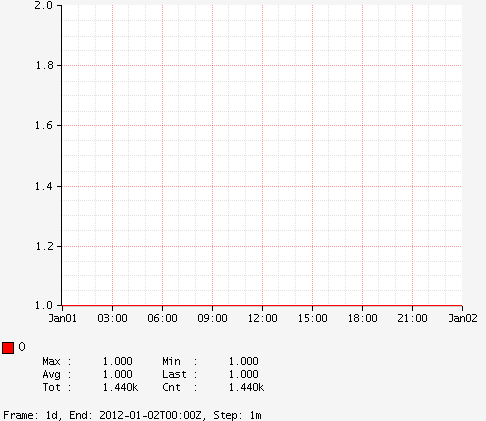 2.0
1.8
1.6
1.4
1.2
1.0
Jan01 03:00 06:00 09:00 12:00 15:00 18:00 21:00 Jan02
0
Max : 1.000 Min : 1.000
Avg : 1.000 Last : 1.000
Tot : 1.440k Cnt : 1.440k
Frame: 1d, End: 2012-01-02T00:00Z, Step: 1m